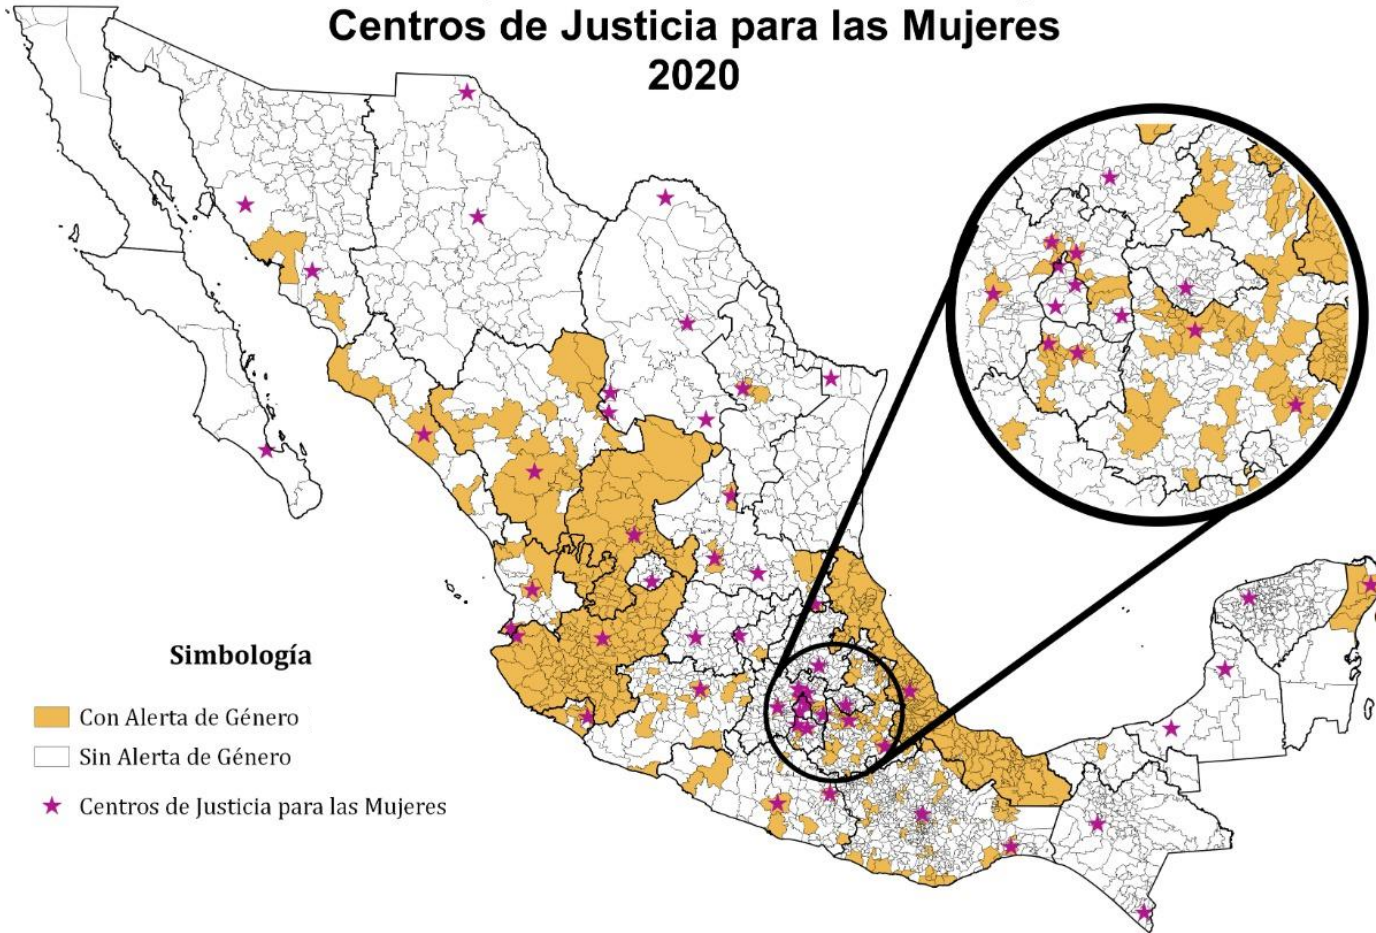 Centros de Justicia para las Mujeres
2020
Simbología
Con Alerta de Género
Sin Alerta de Género
Centros de Justicia para las Mujeres